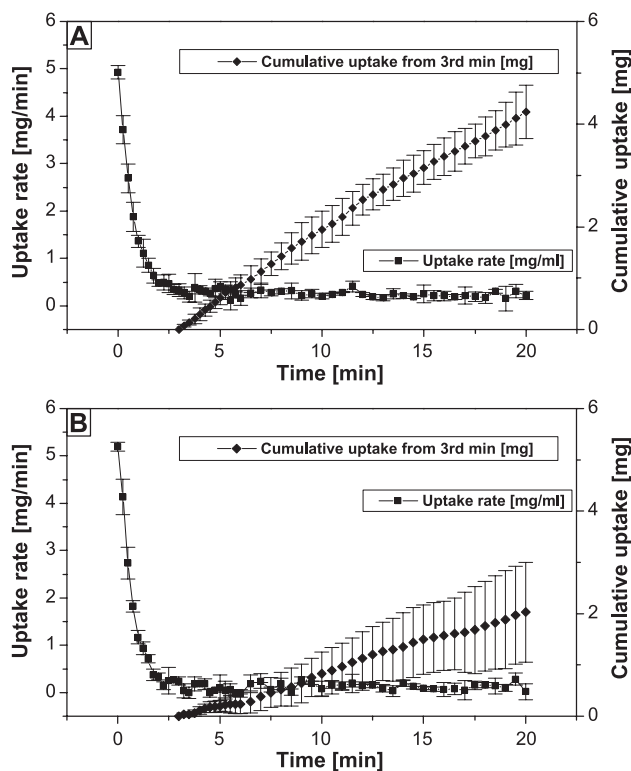 A
Cumulative uptake from 3rd min [mg]
Uptake rate [mg/ml]
Uptake rate [mg/min]
6
5
4
3
2
1
0
Cumulative uptake [mg]
6
4
2
0
0 5 10 15 20
Time [min]
B
Cumulative uptake from 3rd min [mg]
Uptake rate [mg/ml]
Uptake rate [mg/min]
6
5
4
3
2
1
0
Cumulative uptake [mg]
6
4
2
0
0 5 10 15 20
Time [min]